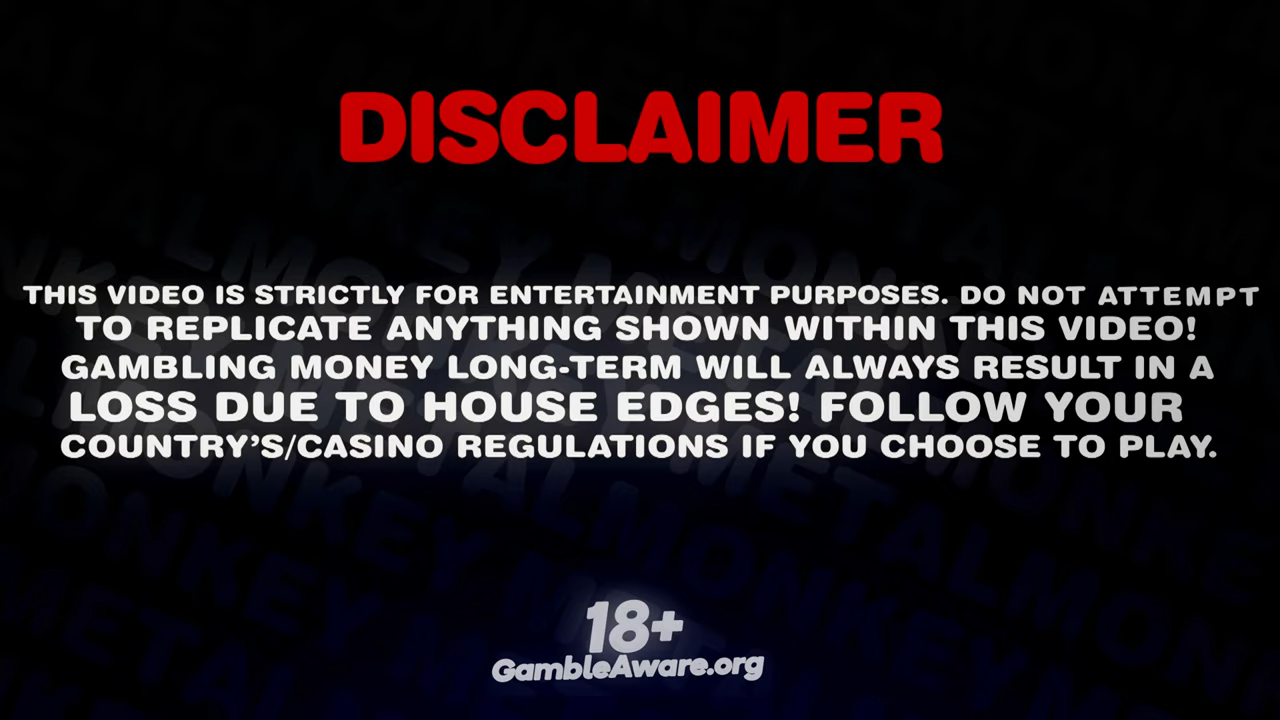 DISCLAIMER
THIS VIDEO IS STRICTLY FOR ENTERTAINMENT PURPOSES. DO NOT ATTEMPT
TO REPLICATE ANYTHING SHOWN WITHIN THIS VIDEO!
GAMBLING MONEY LONG-TERM WILL ALWAYS RESULT IN A
LOSS DUE TO HOUSE EDGES! FOLLOW YOUR
COUNTRY'S/CASINO REGULATIONS IF YOU CHOOSE TO PLAY.
18+
GambleAware.org